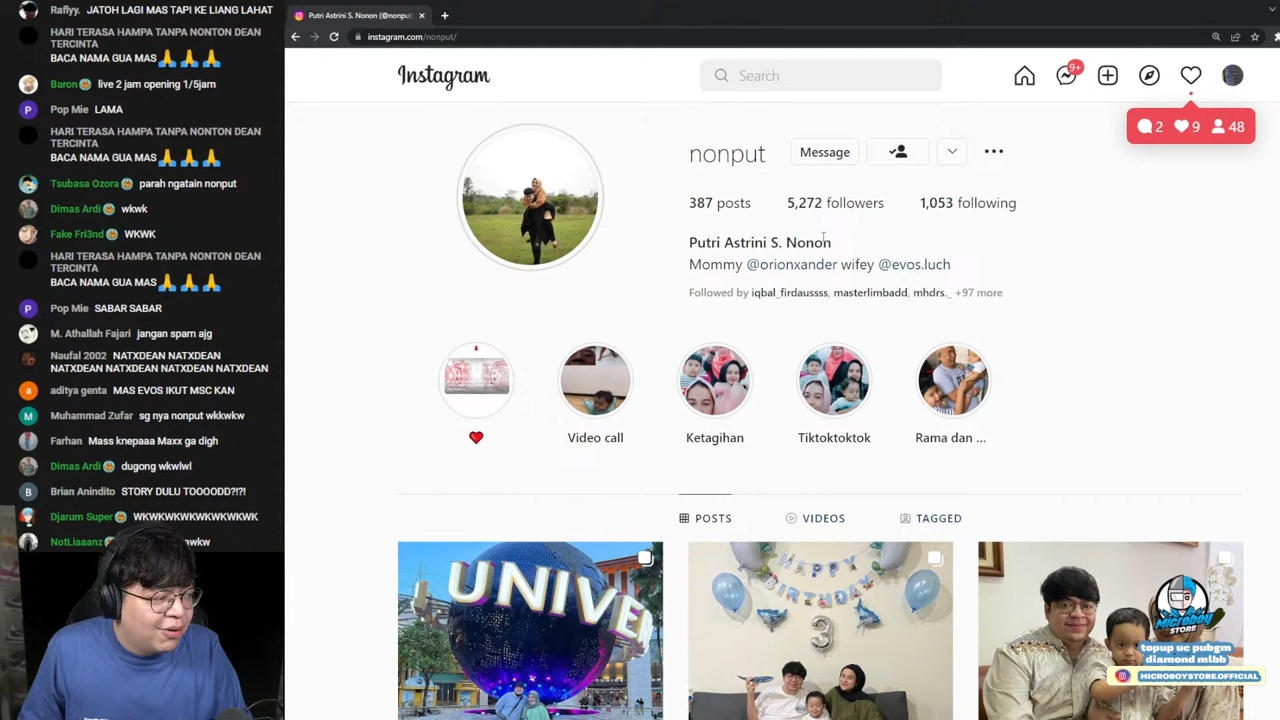 Raflyy. JATOH LAGI MAS TAPI KE LIANG LAHAT
HARI TERASA HAMPA TANPA NONTON DEAN
TERCINTA
BACA NAMA GUA MAS🙏🙏🙏
Baron live 2 jam opening 1/5jam
Pop Mie LAMA
HARI TERASA HAMPA TANPA NONTON DEAN
TERCINTA
BACA NAMA GUA MAS🙏🙏🙏
Tsubasa Ozora parah ngatain nonput
Dimas Ardi wkwk
Fake Fri3nd WKWK
HARI TERASA HAMPA TANPA NONTON DEAN
TERCINTA
BACA NAMA GUA MAS🙏🙏🙏
Pop Mie SABAR SABAR
M. Athallah Fajari jangan spam ajg
Naufal 2002 NATXDEAN NATXDEAN
NATXDEAN NATXDEAN NATXDEAN NATXDEAN
aditya genta MAS EVOS IKUT MSC KAN
Muhammad Zufar sg nya nonput wkkwkw
Farhan Mass knepaaa Maxx ga digh
Dimas Ardi dugong wkwlwl
Brian Anindito STORY DULU TOOODD?!?!
Djarum Super WKWKWKWKWKWKWKWK
NotLiaaanz
Putri Astrini S. Nonon (@nonput)
instagram.com/nonput/
Instagram
Search
9+
2 9 48
nonput Message
387 posts 5,272 followers 1,053 following
Putri Astrini S. Nonon
Mommy @orionxander wifey @evos.luch
Followed by iqbal_firdaussss, masterlimbadd, mhdrs._ +97 more
❤ Video call Ketagihan Tiktoktoktok Rama dan ...
POSTS VIDEOS TAGGED
UNIVE
HAPPY
BIRTHDAY
3
MICROBOY
STORE
topup uc pubgm
diamond mlbb
MICROBOYSTORE.OFFICIAL